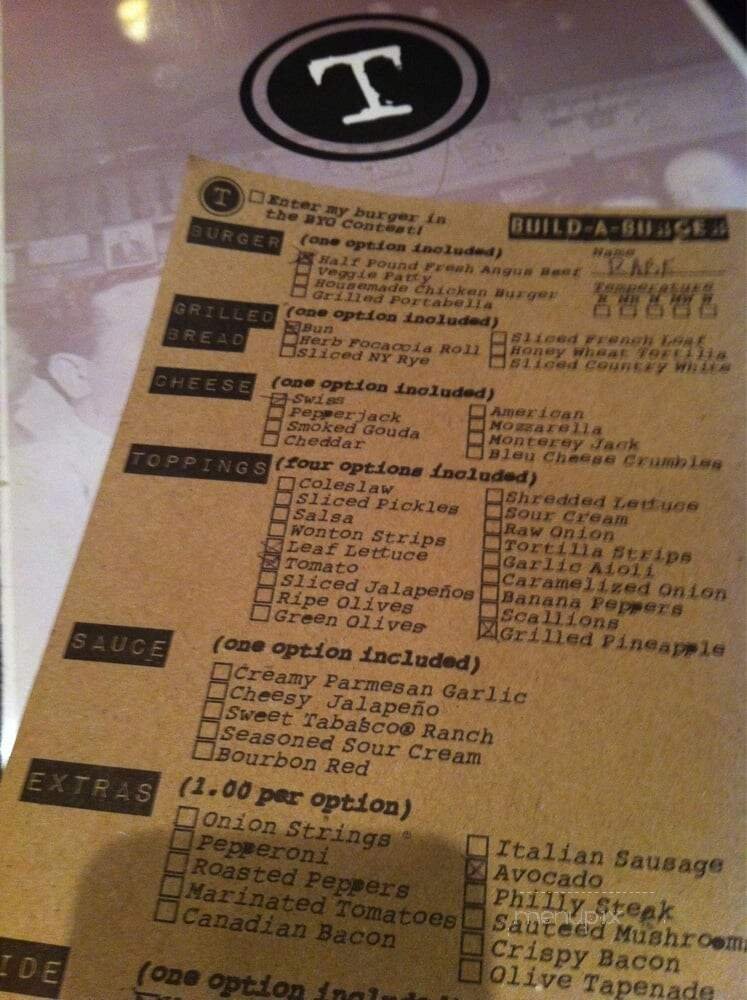 T
T
Enter my burger in
the BYO Contest!
BUILD-A-BURGER
BURGER (one option included)
Name
Half Pound Fresh Angus Beef
Veggie Patty
Housemade Chicken Burger
Grilled Portabella
Temperature
R MR M MW W
GRILLED BREAD (one option included)
Bun
Herb Focaccia Roll
Sliced NY Rye
Sliced French Loaf
Honey Wheat Tortilla
Sliced Country White
CHEESE (one option included)
Swiss
Pepperjack
Smoked Gouda
Cheddar
American
Mozzarella
Monterey Jack
Bleu Cheese Crumbles
TOPPINGS (four options included)
Coleslaw
Sliced Pickles
Salsa
Wonton Strips
Leaf Lettuce
Tomato
Sliced Jalapeños
Ripe Olives
Green Olives
Shredded Lettuce
Sour Cream
Raw Onion
Tortilla Strips
Garlic Aioli
Caramelized Onion
Banana Peppers
Scallions
Grilled Pineapple
SAUCE (one option included)
Creamy Parmesan Garlic
Cheesy Jalapeño
Sweet Tabasco® Ranch
Seasoned Sour Cream
Bourbon Red
EXTRAS (1.00 per option)
Onion Strings
Pepperoni
Roasted Peppers
Marinated Tomatoes
Canadian Bacon
Italian Sausage
Avocado
Philly Steak
Sauteed Mushroom
Crispy Bacon
Olive Tapenade
menupix
IDE (one option included)